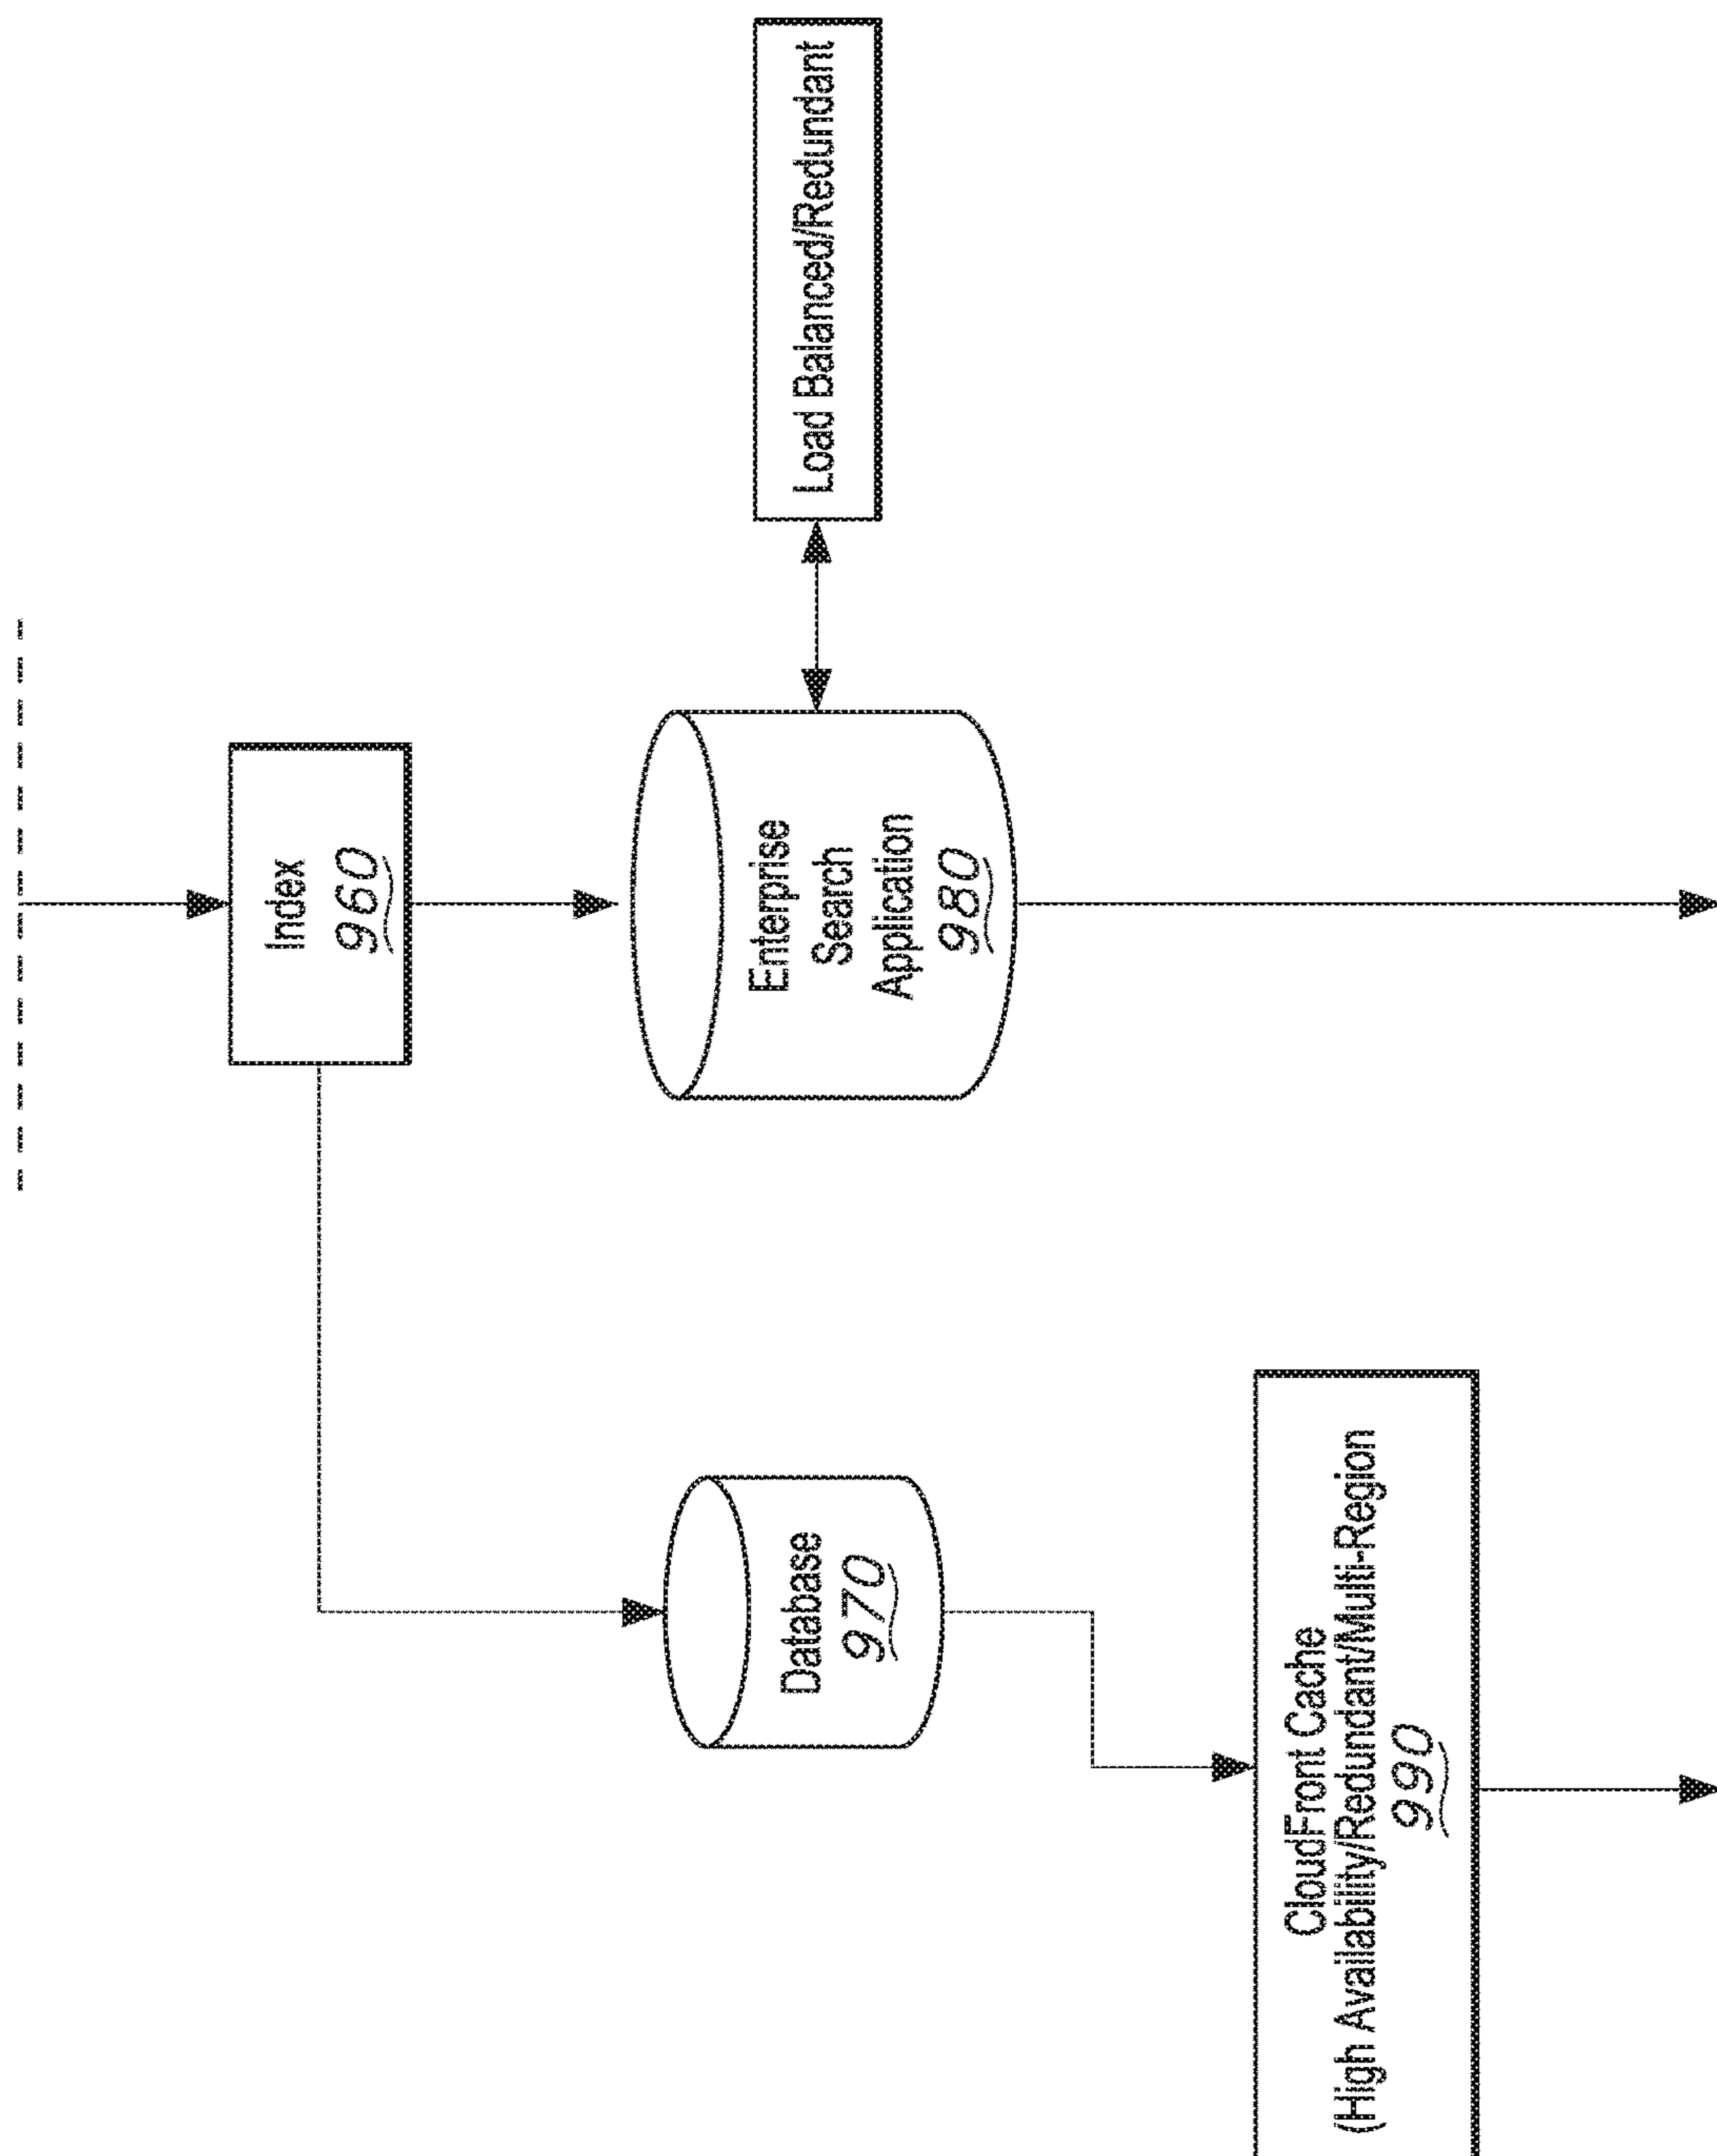 Load Balanced/Redundant
Index
960
Enterprise
Search
Application
980
Database
970
CloudFront Cache
(High Availability/Redundant/Multi-Region
990